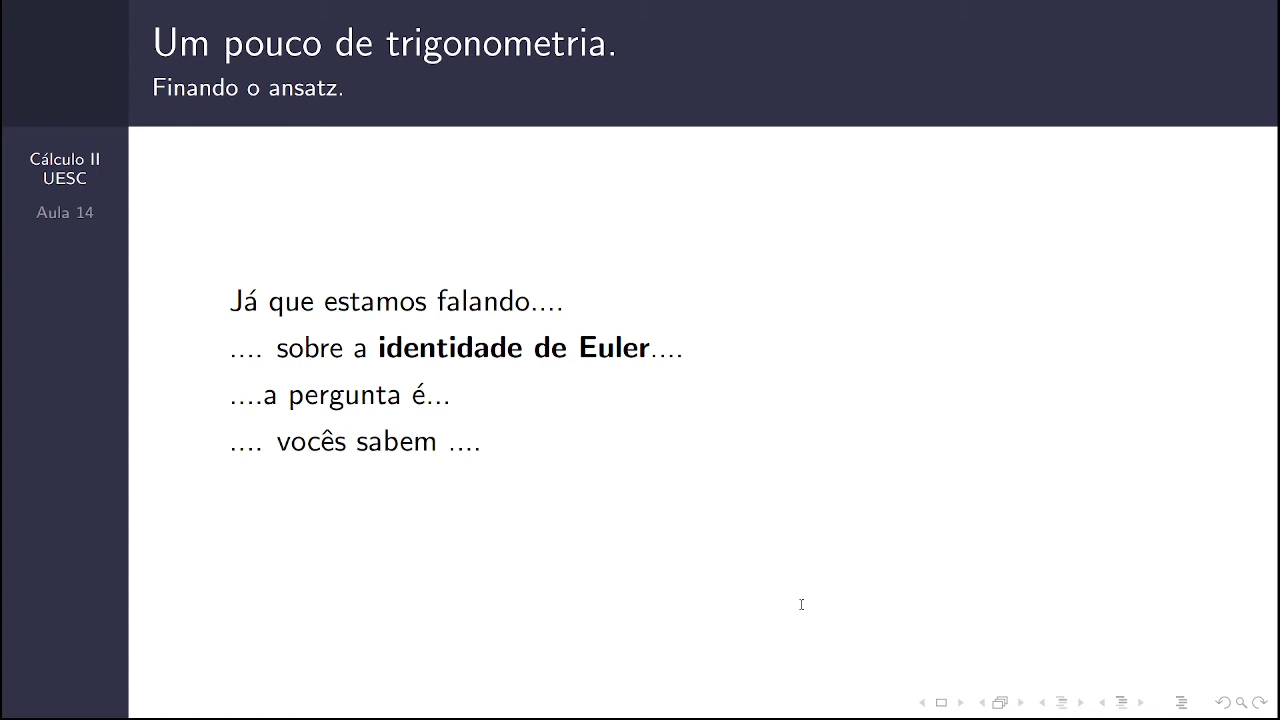 Um pouco de trigonometria.
Finando o ansatz.
Cálculo II
UESC
Aula 14
Já que estamos falando....
.... sobre a identidade de Euler....
....a pergunta é...
.... vocês sabem ....